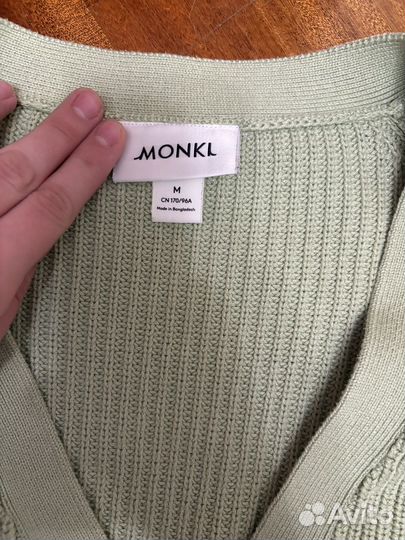 MONKI
M
CN 170/96A
Made in Bangladesh
Avito